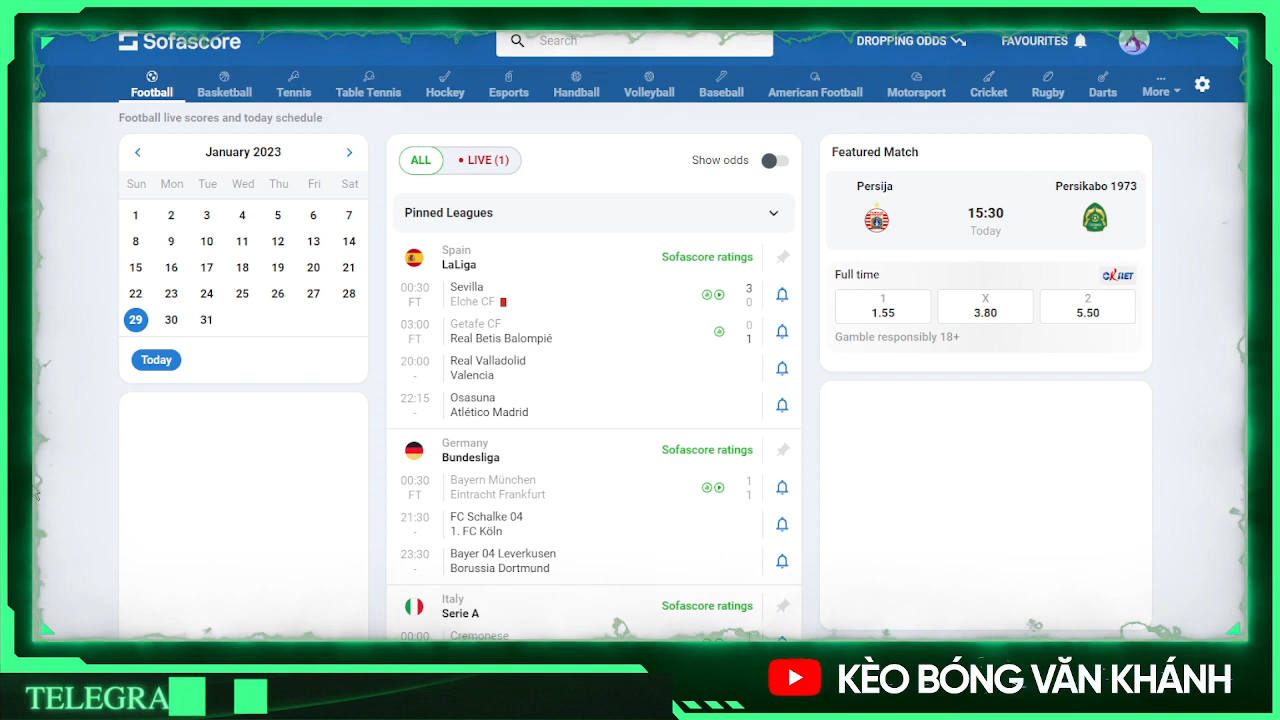 Sofascore
Search
DROPPING ODDS
FAVOURITES
Football
Basketball
Tennis
Table Tennis
Hockey
Esports
Handball
Volleyball
Baseball
American Football
Motorsport
Cricket
Rugby
Darts
More
Football live scores and today schedule
January 2023
Sun Mon Tue Wed Thu Fri Sat
1 2 3 4 5 6 7
8 9 10 11 12 13 14
15 16 17 18 19 20 21
22 23 24 25 26 27 28
29 30 31
Today
ALL
LIVE (1)
Show odds
Pinned Leagues
Spain
LaLiga
Sofascore ratings
00:30 Sevilla 3
FT Elche CF 0
03:00 Getafe CF 0
FT Real Betis Balompié 1
20:00 Real Valladolid
- Valencia
22:15 Osasuna
- Atlético Madrid
Germany
Bundesliga
Sofascore ratings
00:30 Bayern München 1
FT Eintracht Frankfurt 1
21:30 FC Schalke 04
- 1. FC Köln
23:30 Bayer 04 Leverkusen
- Borussia Dortmund
Italy
Serie A
Sofascore ratings
00:00 Cremonese
Featured Match
Persija
Persikabo 1973
15:30
Today
Full time
1 X 2
1.55 3.80 5.50
Gamble responsibly 18+
TELEGRA
KÈO BÓNG VĂN KHÁNH